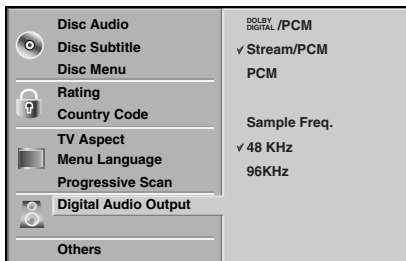 Disc Audio
Disc Subtitle
Disc Menu
Rating
Country Code
TV Aspect
Menu Language
Progressive Scan
Digital Audio Output
Others
DOLBY DIGITAL /PCM
✓ Stream/PCM
PCM
Sample Freq.
✓ 48 KHz
96KHz